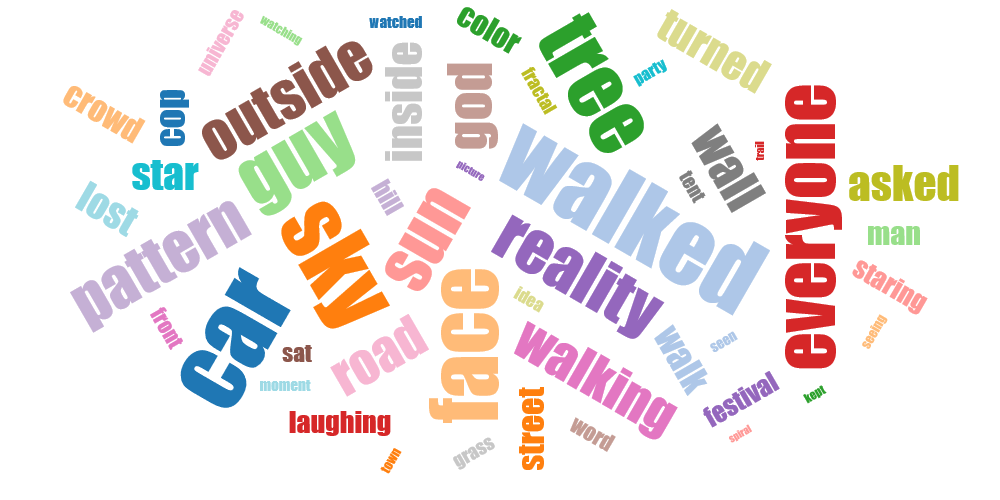 universe
watching
watched
color
tree
turned
party
fractal
crowd
cop
outside
inside
god
guy
star
everyone
wall
trail
asked
walked
picture
tent
lost
hill
sun
pattern
sky
man
reality
staring
face
car
idea
front
road
walking
walk
seen
seeing
sat
moment
laughing
street
festival
kept
word
spiral
grass
town